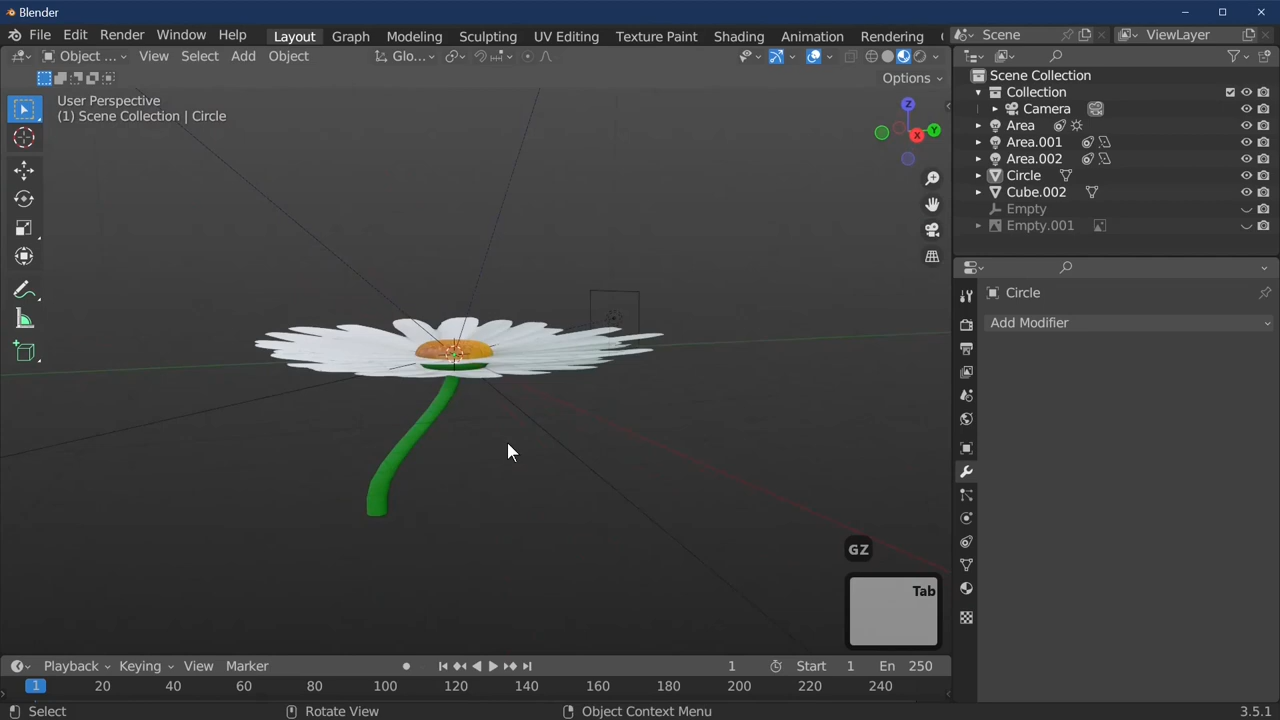 Blender
File Edit Render Window Help Layout Graph Modeling Sculpting UV Editing Texture Paint Shading Animation Rendering Scene ViewLayer
Object ... View Select Add Object Glo...
Options
User Perspective
(1) Scene Collection | Circle
Z
Y
X
Scene Collection
Collection
Camera
Area
Area.001
Area.002
Circle
Cube.002
Empty
Empty.001
Circle
Add Modifier
GZ
Tab
Playback Keying View Marker 1 Start 1 En 250
1 20 40 60 80 100 120 140 160 180 200 220 240
Select Rotate View Object Context Menu 3.5.1